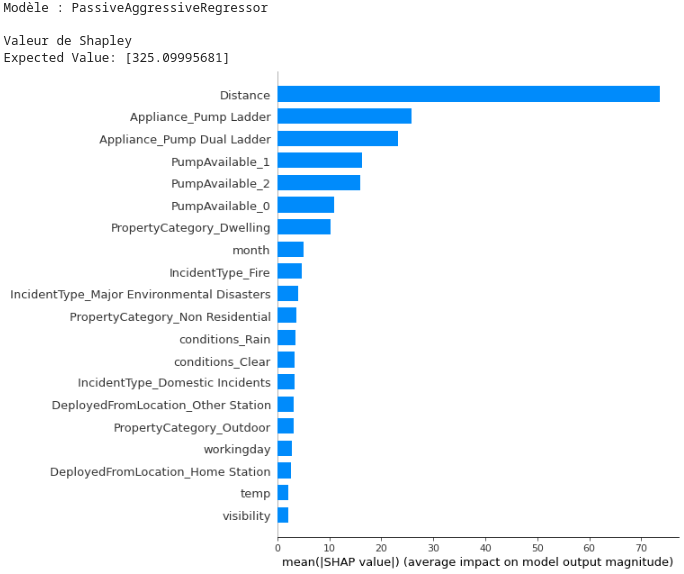 Modèle : PassiveAggressiveRegressor
Valeur de Shapley
Expected Value: [325.09995681]
Distance
Appliance_Pump Ladder
Appliance_Pump Dual Ladder
PumpAvailable_1
PumpAvailable_2
PumpAvailable_0
PropertyCategory_Dwelling
month
IncidentType_Fire
IncidentType_Major Environmental Disasters
PropertyCategory_Non Residential
conditions_Rain
conditions_Clear
IncidentType_Domestic Incidents
DeployedFromLocation_Other Station
PropertyCategory_Outdoor
workingday
DeployedFromLocation_Home Station
temp
visibility
0 10 20 30 40 50 60 70
mean(|SHAP value|) (average impact on model output magnitude)